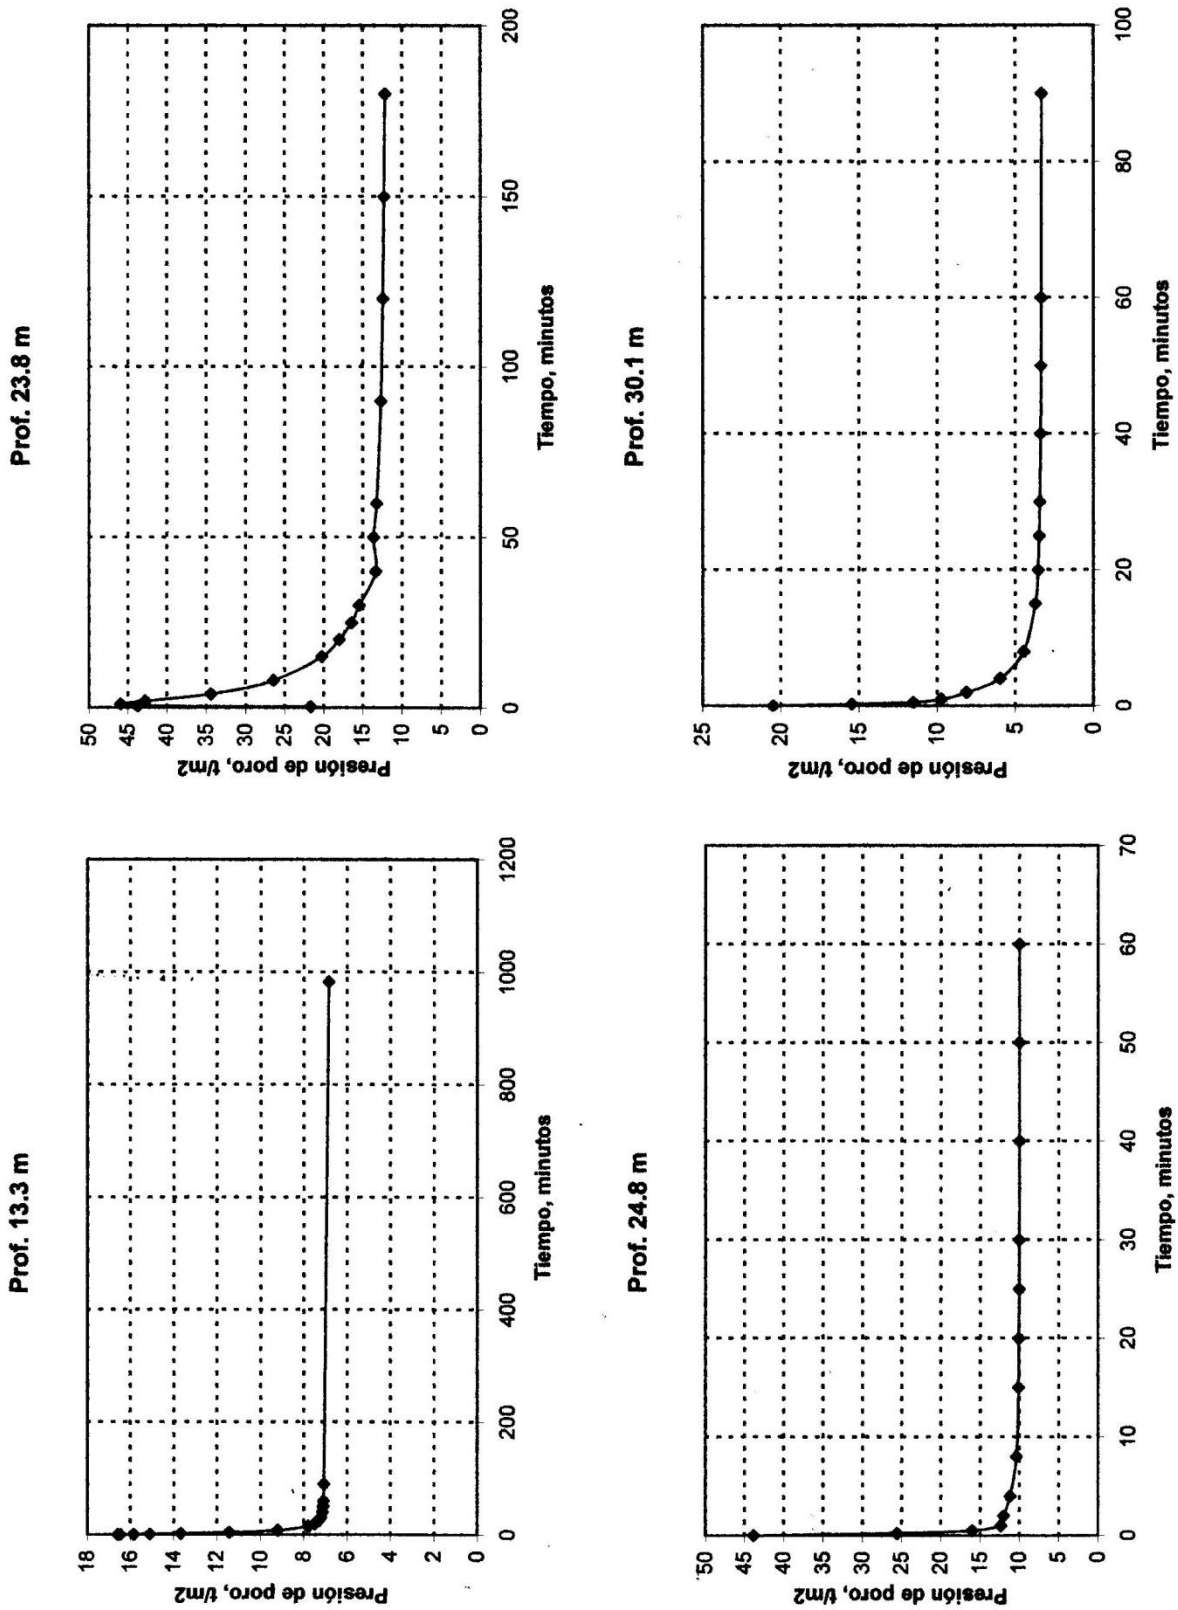 Prof. 13.3 m
Presión de poro, t/m2
18
16
14
12
10
8
6
4
2
0
0 200 400 600 800 1000 1200
Tiempo, minutos
Prof. 23.8 m
Presión de poro, t/m2
50
45
40
35
30
25
20
15
10
5
0
0 50 100 150 200
Tiempo, minutos
Prof. 24.8 m
Presión de poro, t/m2
50
45
40
35
30
25
20
15
10
5
0
0 10 20 30 40 50 60 70
Tiempo, minutos
Prof. 30.1 m
Presión de poro, t/m2
25
20
15
10
5
0
0 20 40 60 80 100
Tiempo, minutos